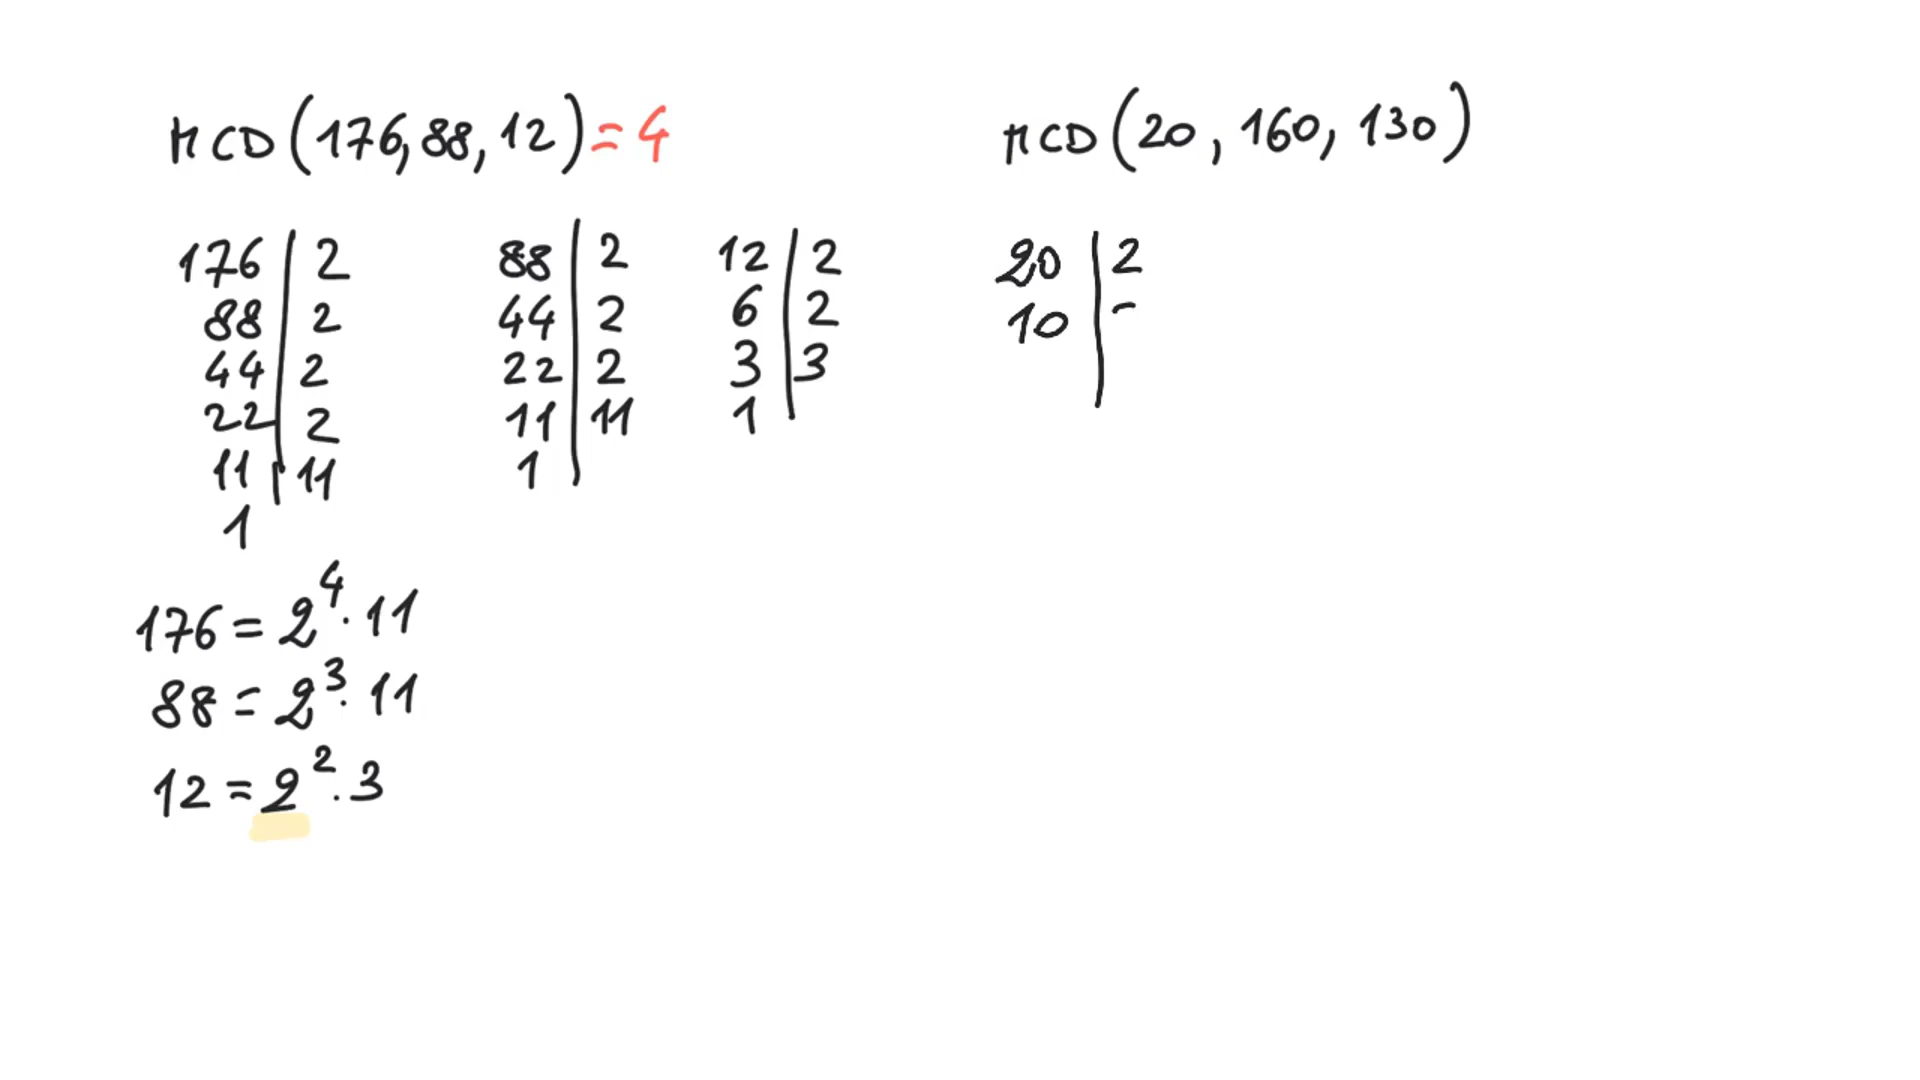 MCD(176,88,12)=4
176 | 2
88 | 2
44 | 2
22 | 2
11 | 11
1
88 | 2
44 | 2
22 | 2
11 | 11
1
12 | 2
6 | 2
3 | 3
1
176 = 2⁴·11
88 = 2³·11
12 = 2²·3
MCD(20, 160, 130)
20 | 2
10 |